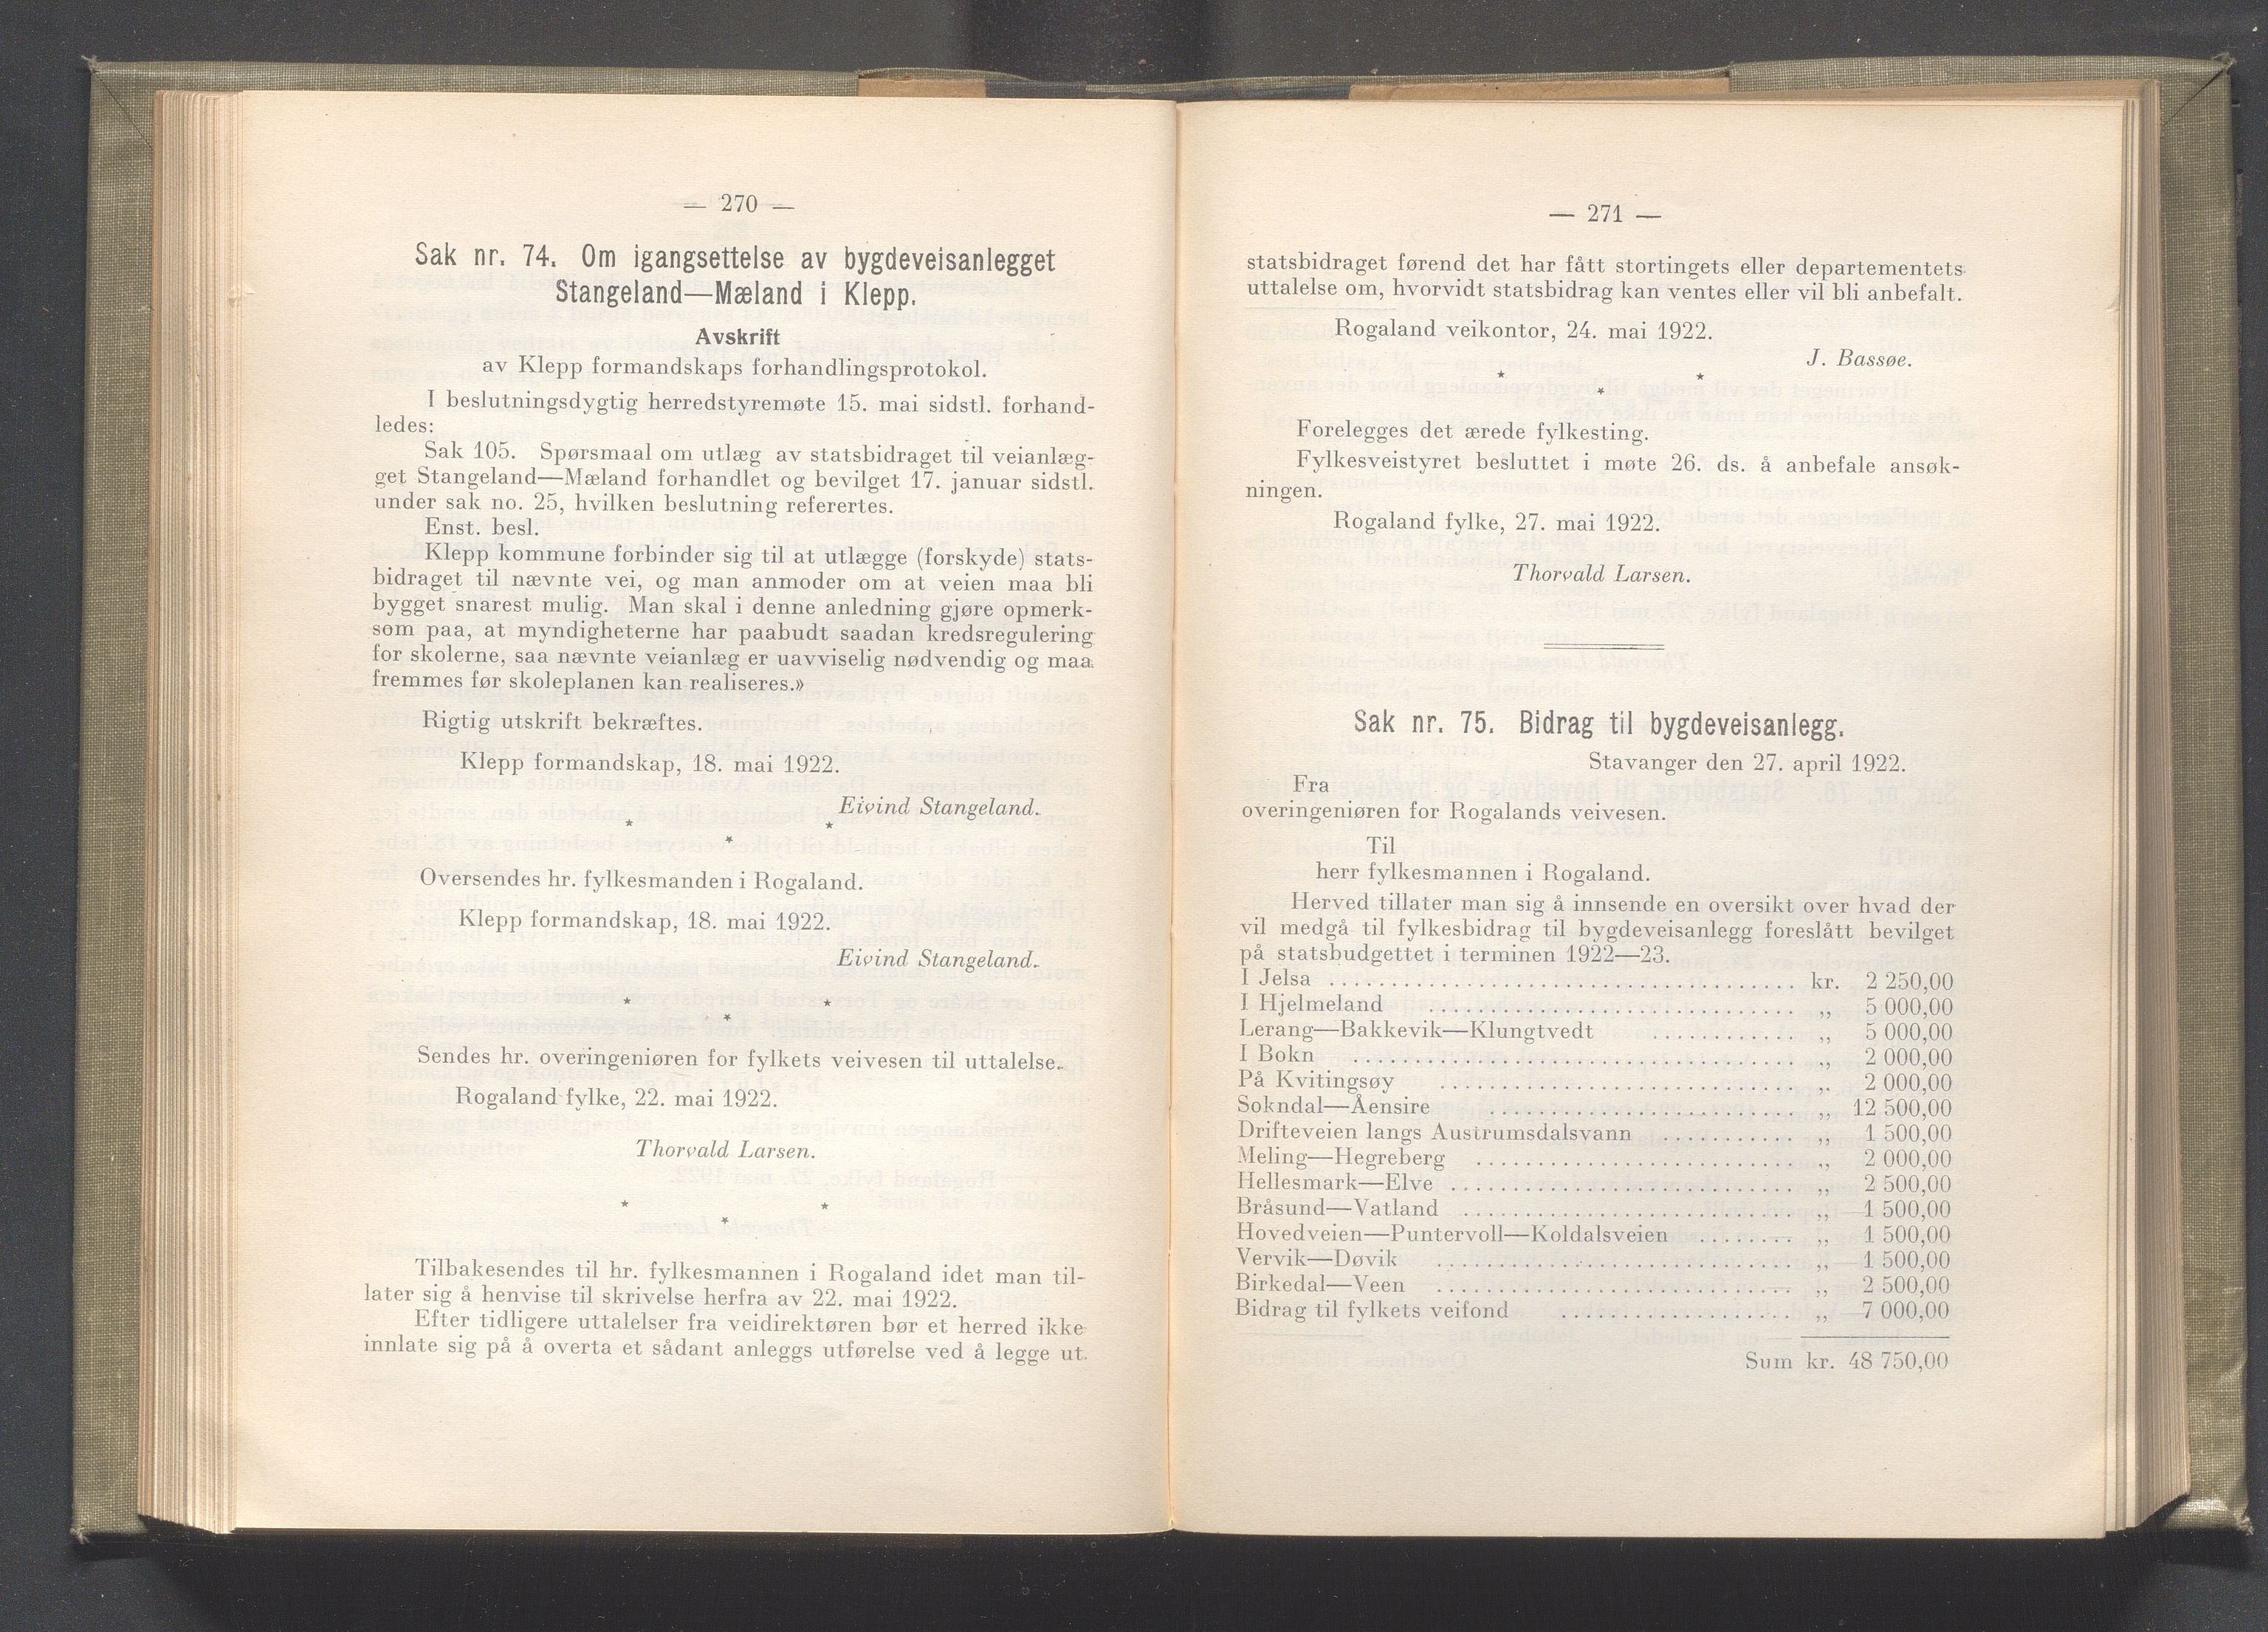 — 270 —
Sak nr. 74. Om igangsettelse av bygdeveisanlegget
Stangeland—Mæland i Klepp.
Avskrift
av Klepp formandskaps forhandlingsprotokol.
I beslutningsdygtig herredstyremøte 15. mai sidstl. forhand-
ledes:
Sak 105. Spørsmaal om utlæg av statsbidraget til veianlæg-
get Stangeland—Mæland forhandlet og bevilget 17. januar sidstl.
under sak no. 25, hvilken beslutning referertes.
Enst. besl.
Klepp kommune forbinder sig til at utlægge (forskyde) stats-
bidraget til nævnte vei, og man anmoder om at veien maa bli
bygget snarest mulig. Man skal i denne anledning gjøre opmerk-
som paa, at myndigheterne har paabudt saadan kredsregulering
for skolerne, saa nævnte veianlæg er uavviselig nødvendig og maa
fremmes før skoleplanen kan realiseres.»
Rigtig utskrift bekræftes.
Klepp formandskap, 18. mai 1922.
Eivind Stangeland.
* * *
Oversendes hr. fylkesmanden i Rogaland.
Klepp formandskap, 18. mai 1922.
Eivind Stangeland.
* * *
Sendes hr. overingeniøren for fylkets veivesen til uttalelse.
Rogaland fylke, 22. mai 1922.
Thorvald Larsen.
* * *
Tilbakesendes til hr. fylkesmannen i Rogaland idet man til-
later sig å henvise til skrivelse herfra av 22. mai 1922.
Efter tidligere uttalelser fra veidirektøren bør et herred ikke
innlate sig på å overta et sådant anleggs utførelse ved å legge ut
— 271 —
statsbidraget førend det har fått stortingets eller departementets
uttalelse om, hvorvidt statsbidrag kan ventes eller vil bli anbefalt.
Rogaland veikontor, 24. mai 1922.
J. Bassøe.
* * *
Forelegges det ærede fylkesting.
Fylkesveistyret besluttet i møte 26. ds. å anbefale ansøk-
ningen.
Rogaland fylke, 27. mai 1922.
Thorvald Larsen.
Sak nr. 75. Bidrag til bygdeveisanlegg.
Stavanger den 27. april 1922.
Fra
overingeniøren for Rogalands veivesen.
Til
herr fylkesmannen i Rogaland.
Herved tillater man sig å innsende en oversikt over hvad der
vil medgå til fylkesbidrag til bygdeveisanlegg foreslått bevilget
på statsbudgettet i terminen 1922—23.
I Jelsa .................................... kr. 2 250,00
I Hjelmeland ............................ „ 5 000,00
Lerang—Bakkevik—Klungtvedt ............ „ 5 000,00
I Bokn .................................. „ 2 000,00
På Kvitingsøy ........................... „ 2 000,00
Sokndal—Åensire ....................... „ 12 500,00
Drifteveien langs Austrumsdalsvann ........... „ 1 500,00
Meling—Hegreberg ........................ „ 2 000,00
Hellesmark—Elve .......................... „ 2 500,00
Bråsund—Vatland ......................... „ 1 500,00
Hovedveien—Puntervoll—Koldalsveien ........ „ 1 500,00
Vervik—Døvik ........................... „ 1 500,00
Birkedal—Veen ........................... „ 2 500,00
Bidrag til fylkets veifond .................. „ 7 000,00
Sum kr. 48 750,00